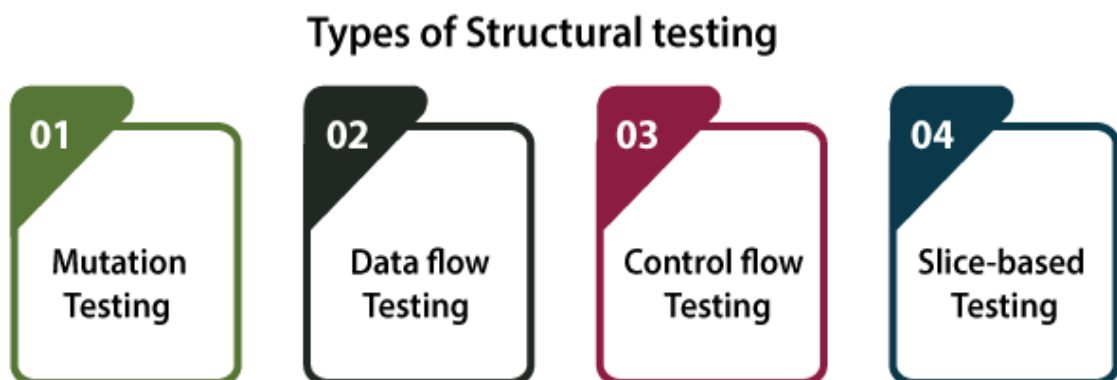 Types of Structural testing
01
Mutation
Testing
02
Data flow
Testing
03
Control flow
Testing
04
Slice-based
Testing